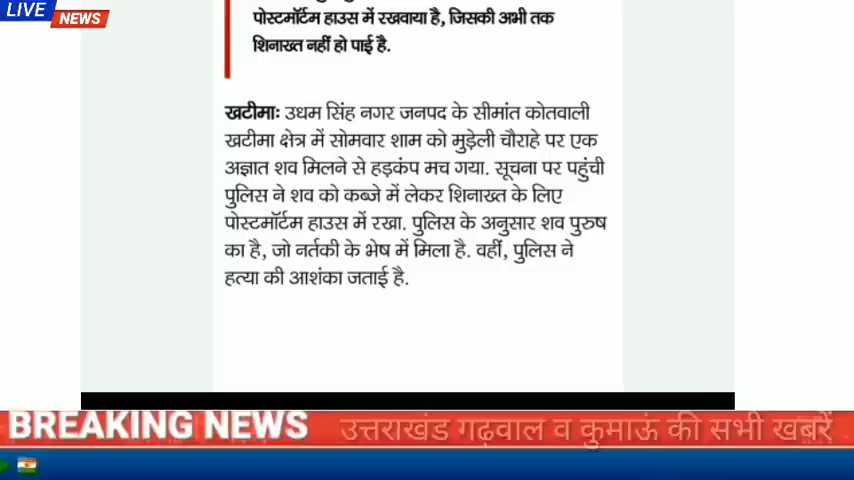 LIVE
NEWS
पोस्टमॉर्टम हाउस में रखवाया है, जिसकी अभी तक
शिनाख्त नहीं हो पाई है.
खटीमाः उधम सिंह नगर जनपद के सीमांत कोतवाली
खटीमा क्षेत्र में सोमवार शाम को मुड़ेली चौराहे पर एक
अज्ञात शव मिलने से हड़कंप मच गया. सूचना पर पहुंची
पुलिस ने शव को कब्जे में लेकर शिनाख्त के लिए
पोस्टमॉर्टम हाउस में रखा. पुलिस के अनुसार शव पुरुष
का है, जो नर्तकी के भेष में मिला है. वहीं, पुलिस ने
हत्या की आशंका जताई है.
BREAKING NEWS
उत्तराखंड गढ़वाल व कुमाऊं की सभी खबरें